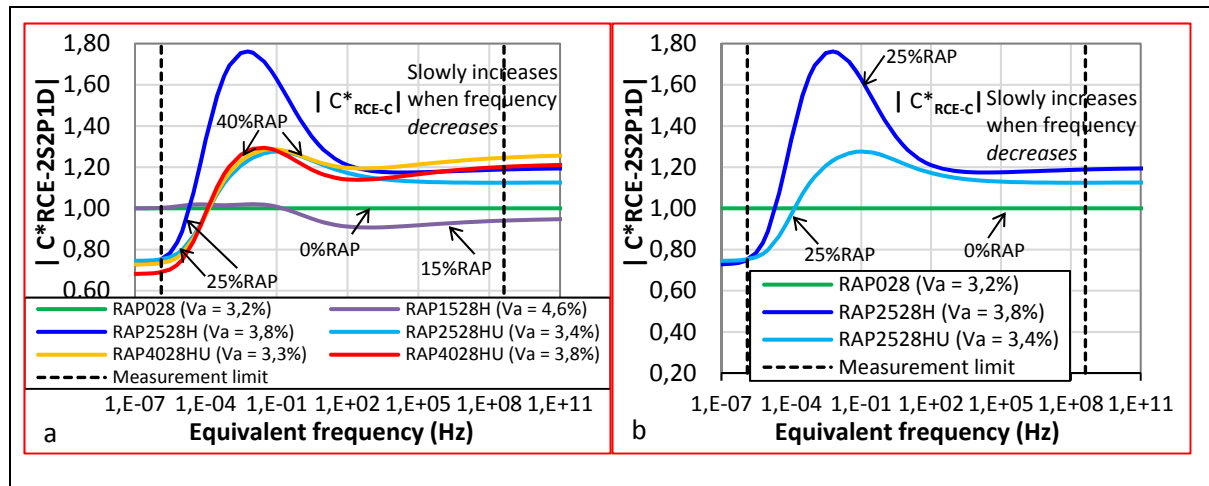 |C*RCE-2S2P1D|
1,80
1,60
1,40
1,20
1,00
0,80
0,60
Slowly increases
when frequency
decreases
| C*RCE-C|
40%RAP
0%RAP
15%RAP
25%RAP
RAP028 (Va = 3,2%)
RAP1528H (Va = 4,6%)
RAP2528H (Va = 3,8%)
RAP2528HU (Va = 3,4%)
RAP4028HU (Va = 3,3%)
RAP4028HU (Va = 3,8%)
Measurement limit
1,E-07 1,E-04 1,E-01 1,E+02 1,E+05 1,E+08 1,E+11
a
Equivalent frequency (Hz)
|C*RCE-2S2P1D|
1,80
1,60
1,40
1,20
1,00
0,80
0,60
0,40
0,20
25%RAP
| C*RCE-C|
Slowly increases
when frequency
decreases
25%RAP
0%RAP
RAP028 (Va = 3,2%)
RAP2528H (Va = 3,8%)
RAP2528HU (Va = 3,4%)
Measurement limit
1,E-07 1,E-04 1,E-01 1,E+02 1,E+05 1,E+08 1,E+11
b
Equivalent frequency (Hz)